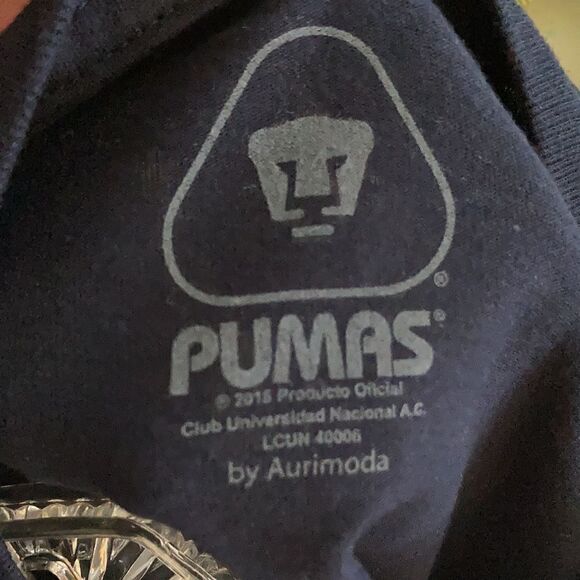 PUMAS®
© 2015 Producto Oficial
Club Universidad Nacional A.C.
LCUN 40006
by Aurimoda